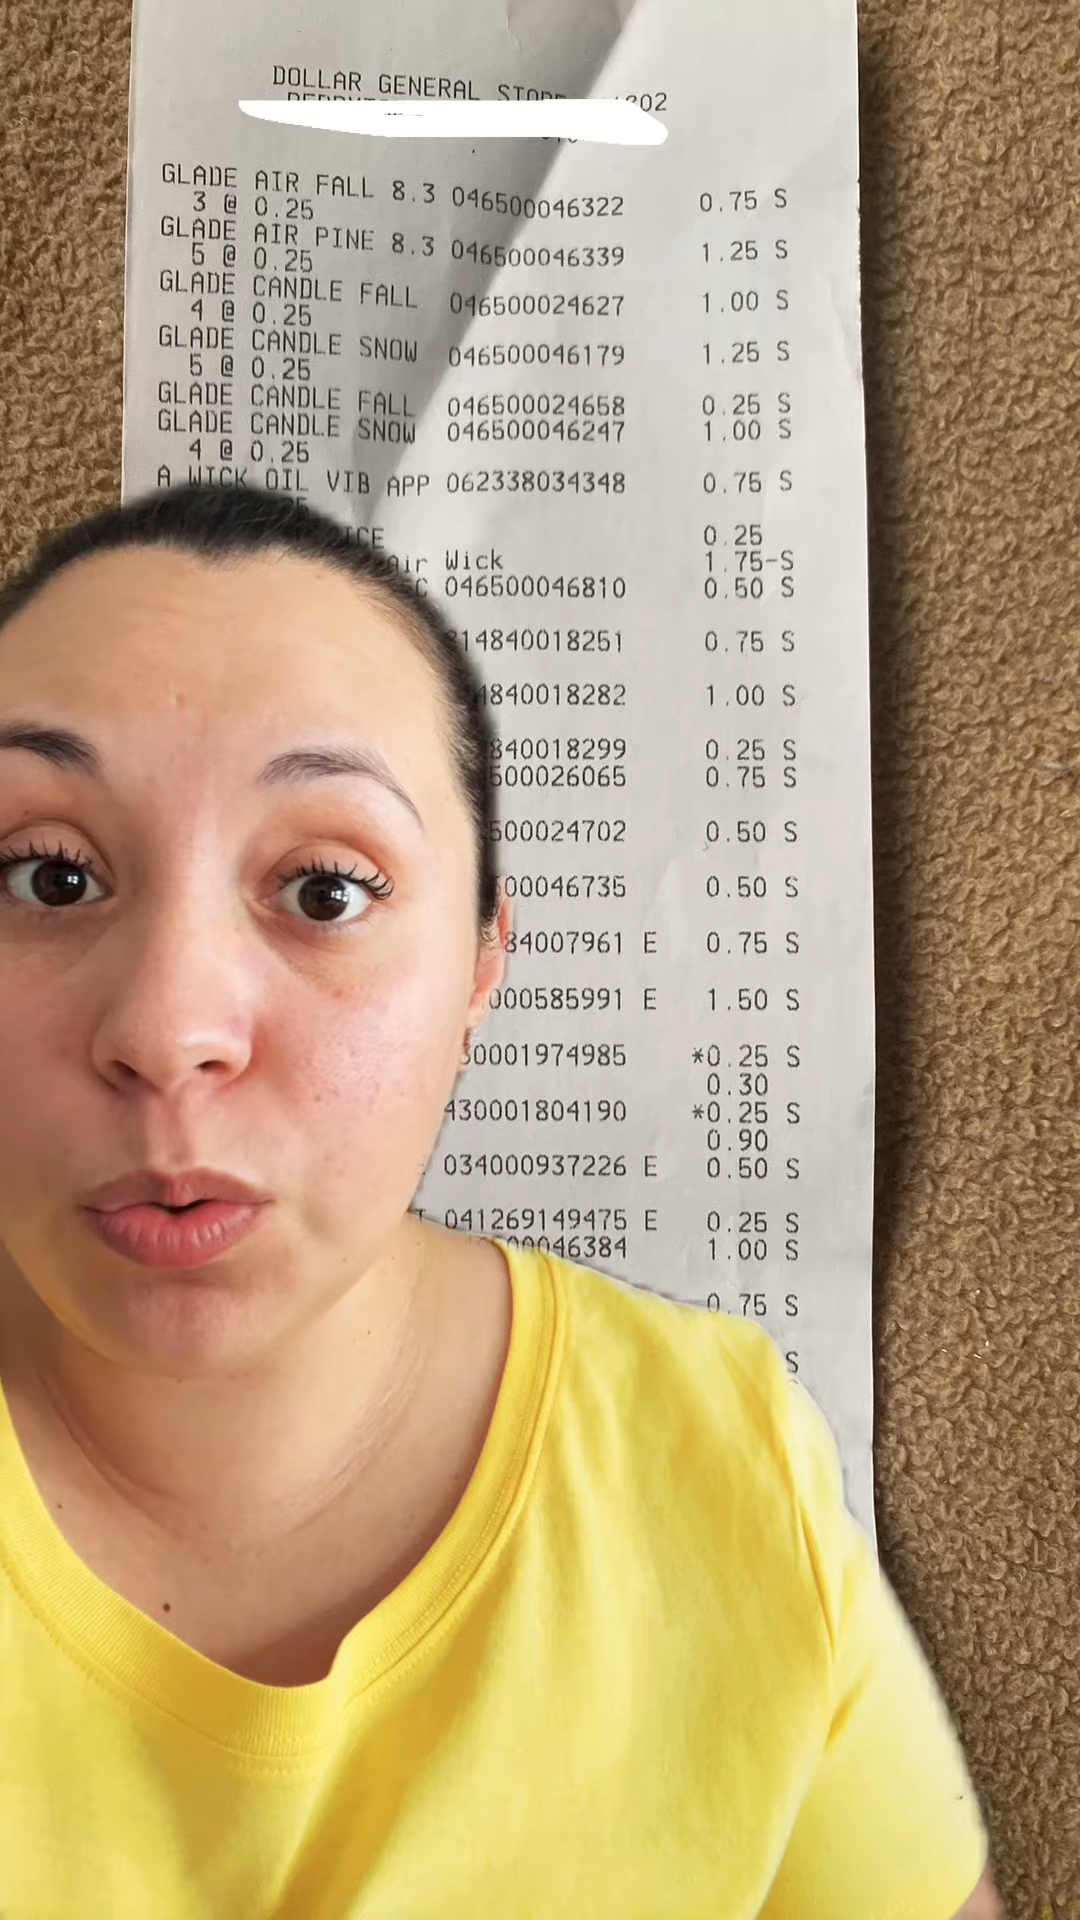 DOLLAR GENERAL
GLADE AIR FALL 8.3 046500046322 0.75 S
3 @ 0.25
GLADE AIR PINE 8.3 046500046339 1.25 S
5 @ 0.25
GLADE CANDLE FALL 046500024627 1.00 S
4 @ 0.25
GLADE CANDLE SNOW 046500046179 1.25 S
5 @ 0.25
GLADE CANDLE FALL 046500024658 0.25 S
GLADE CANDLE SNOW 046500046247 1.00 S
4 @ 0.25
A WICK OIL VIB APP 062338034348 0.75 S
0.25
Air Wick 1.75-S
046500046810 0.50 S
814840018251 0.75 S
840018282 1.00 S
840018299 0.25 S
500026065 0.75 S
500024702 0.50 S
00046735 0.50 S
84007961 E 0.75 S
000585991 E 1.50 S
0001974985 *0.25 S
0.30
430001804190 *0.25 S
0.90
034000937226 E 0.50 S
041269149475 E 0.25 S
046384 1.00 S
0.75 S
S